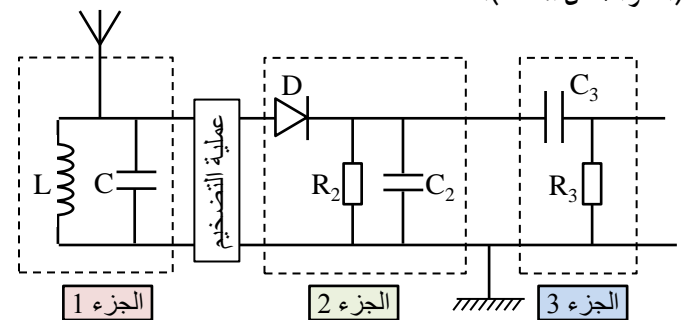 D
C₃
L
C
عملية التضخيم
R₂
C₂
R₃
الجزء 1
الجزء 2
الجزء 3